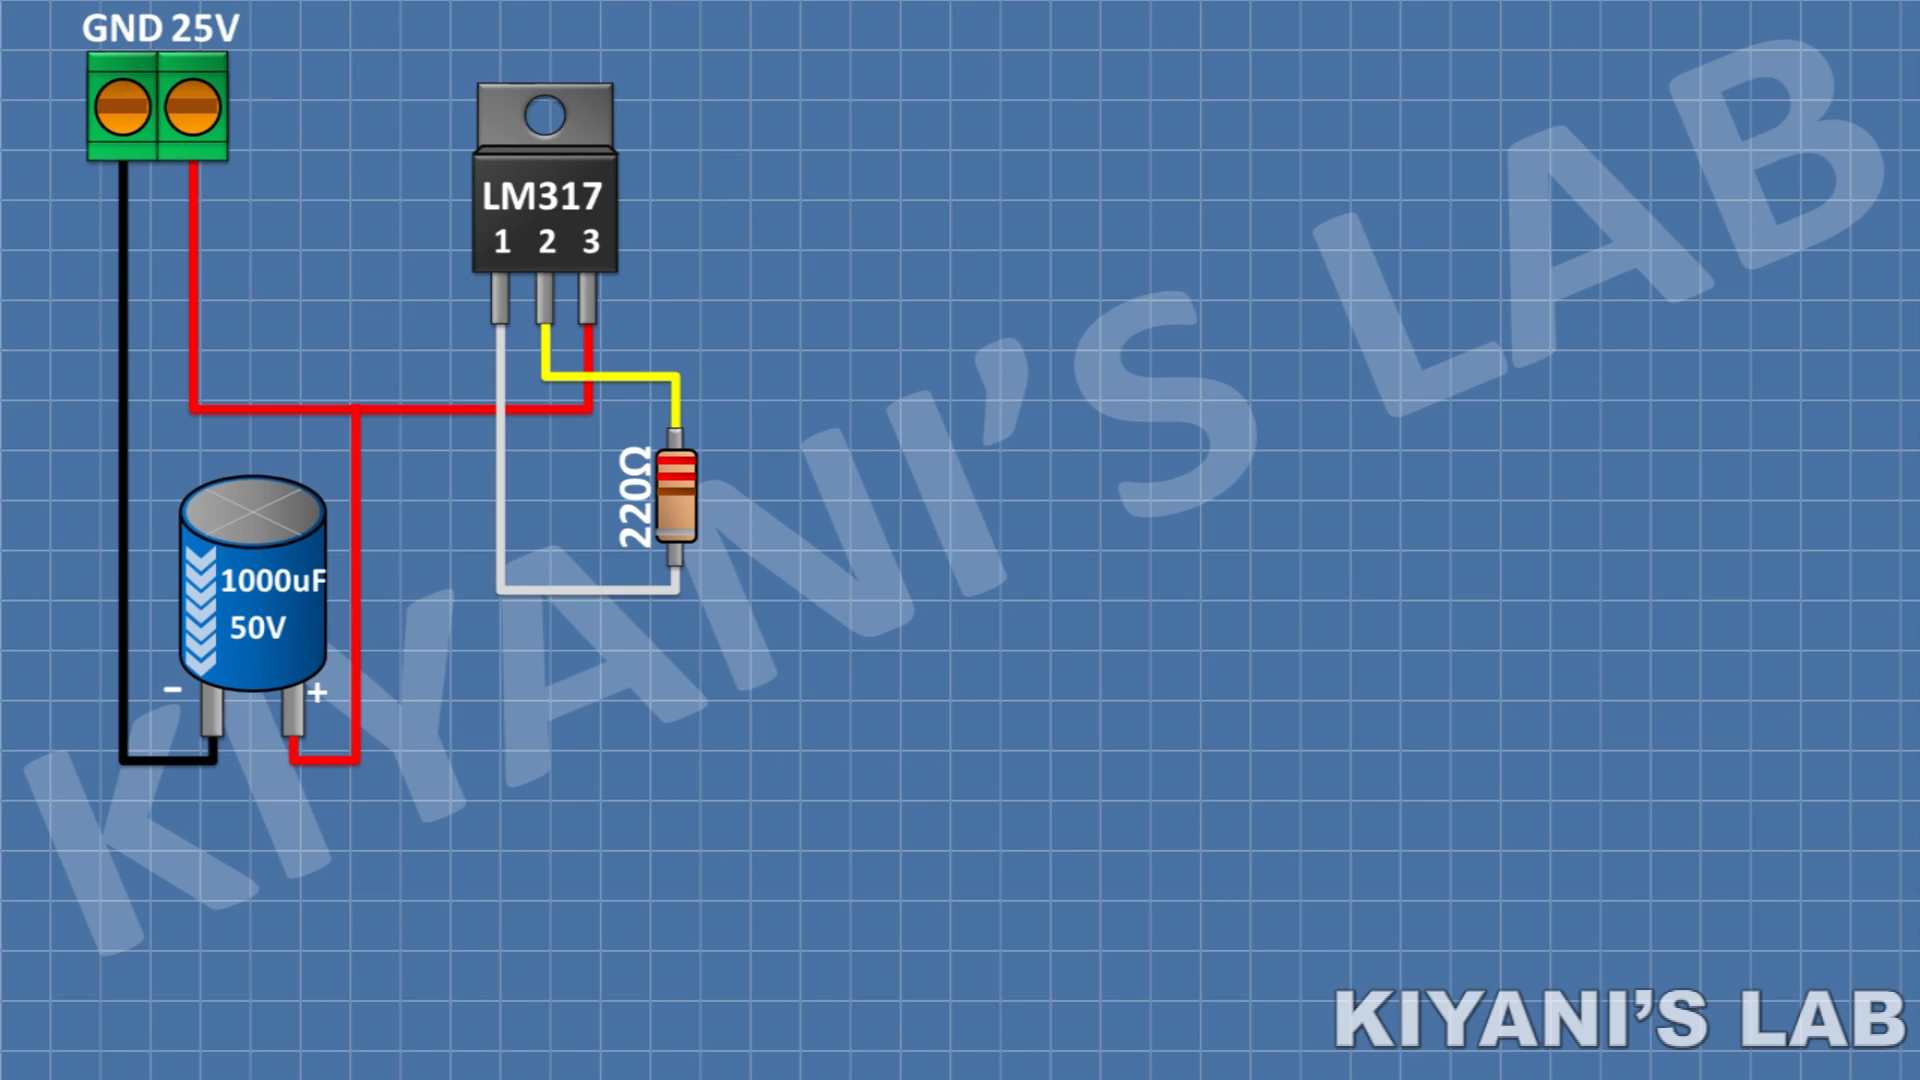 GND 25V
LM317
1 2 3
220Ω
1000uF
50V
- +
KIYANI'S LAB
KIYANI'S LAB